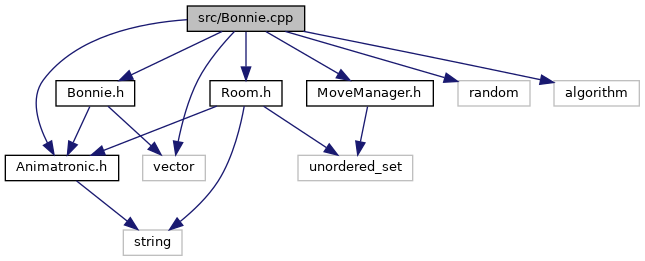 src/Bonnie.cpp
Bonnie.h
Room.h
MoveManager.h
random
algorithm
Animatronic.h
vector
unordered_set
string